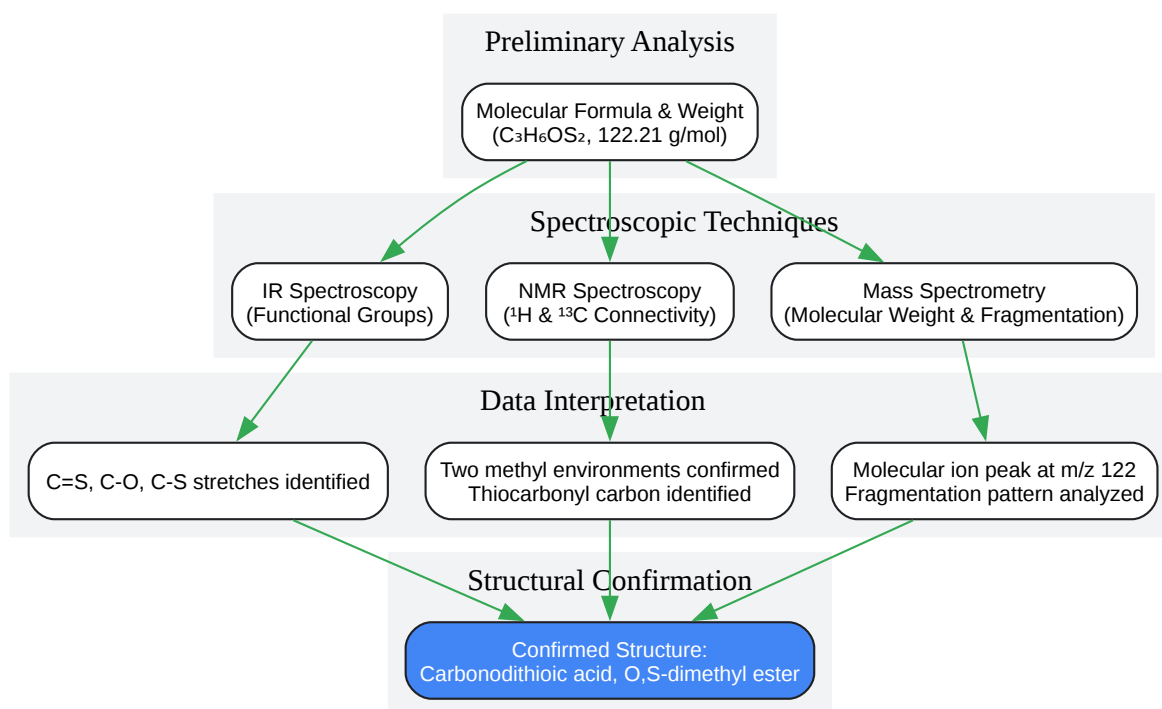 Preliminary Analysis
Molecular Formula & Weight
(C₃H₆OS₂, 122.21 g/mol)
Spectroscopic Techniques
IR Spectroscopy
(Functional Groups)
NMR Spectroscopy
(¹H & ¹³C Connectivity)
Mass Spectrometry
(Molecular Weight & Fragmentation)
Data Interpretation
C=S, C-O, C-S stretches identified
Two methyl environments confirmed
Thiocarbonyl carbon identified
Molecular ion peak at m/z 122
Fragmentation pattern analyzed
Structural Confirmation
Confirmed Structure:
Carbonodithioic acid, O,S-dimethyl ester